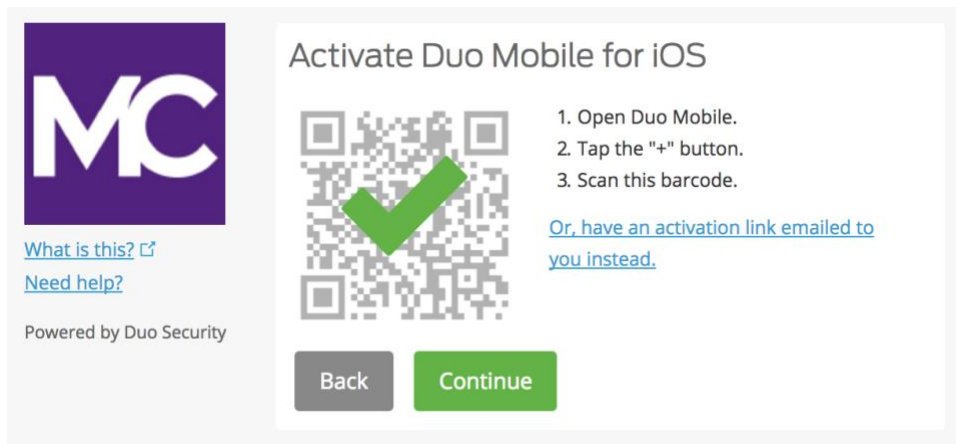 MC
What is this?
Need help?
Powered by Duo Security
Activate Duo Mobile for iOS
1. Open Duo Mobile.
2. Tap the "+" button.
3. Scan this barcode.
Or, have an activation link emailed to
you instead.
Back
Continue